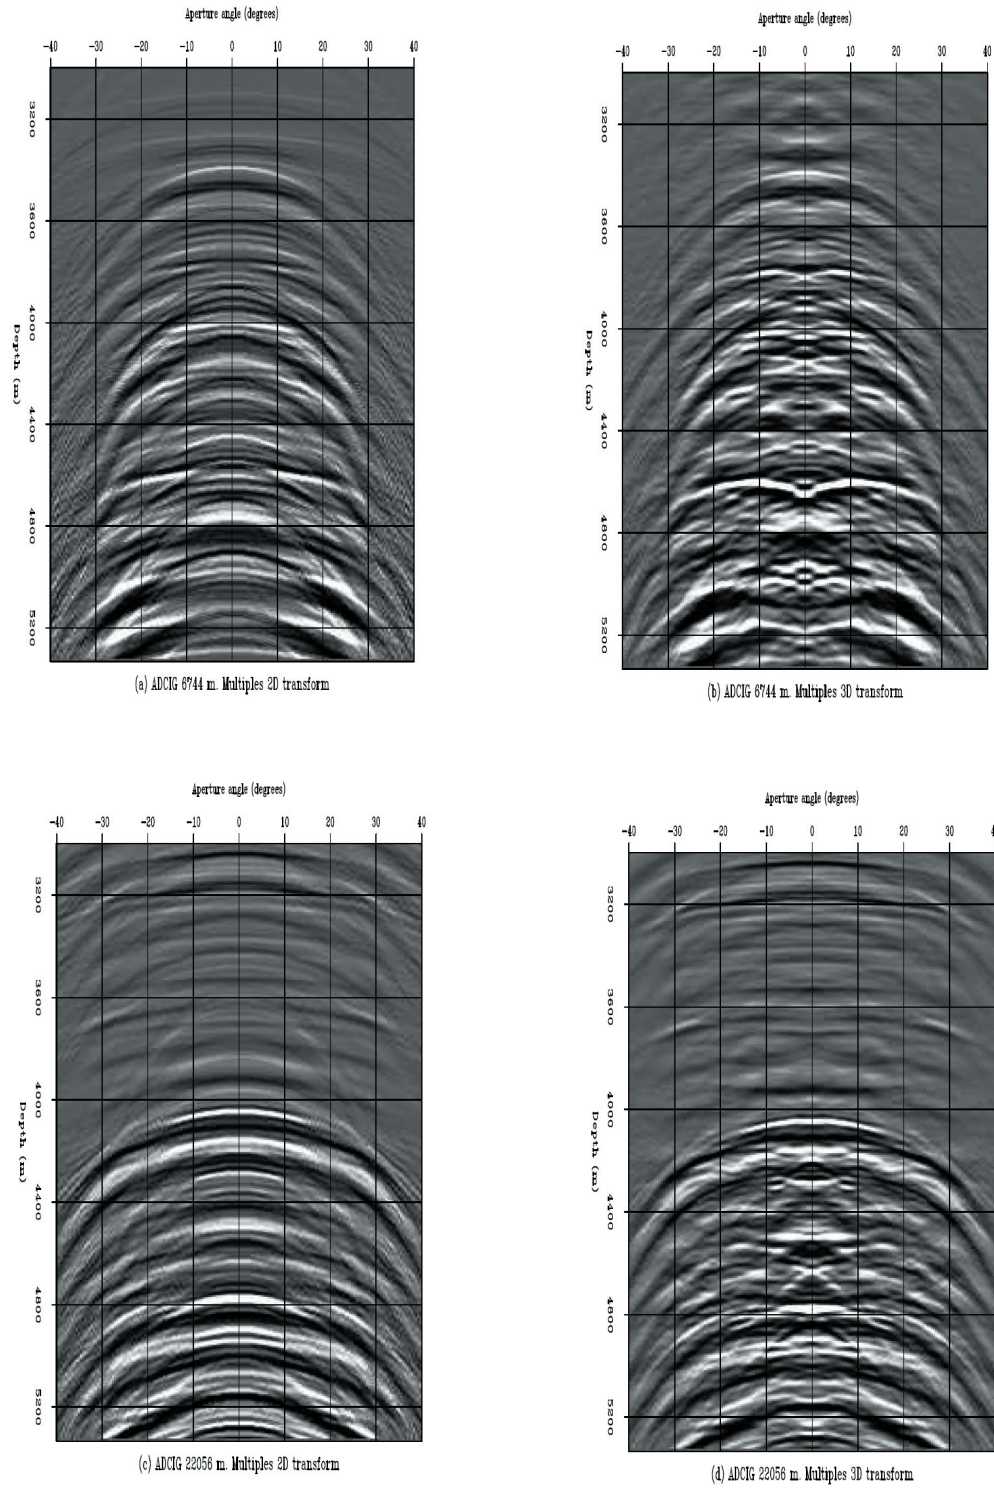 Aperture angle (degrees)
-40 -30 -20 -10 0 10 20 30 40
3200
3600
4000
4400
4800
5200
Depth (m)
(a) ADCIG 6744 m. Multiples 2D transform
Aperture angle (degrees)
-40 -30 -20 -10 0 10 20 30 40
3200
3600
4000
4400
4800
5200
Depth (m)
(b) ADCIG 6744 m. Multiples 3D transform
Aperture angle (degrees)
-40 -30 -20 -10 0 10 20 30 40
3200
3600
4000
4400
4800
5200
Depth (m)
(c) ADCIG 22056 m. Multiples 2D transform
Aperture angle (degrees)
-40 -30 -20 -10 0 10 20 30 40
3200
3600
4000
4400
4800
5200
Depth (m)
(d) ADCIG 22056 m. Multiples 3D transform